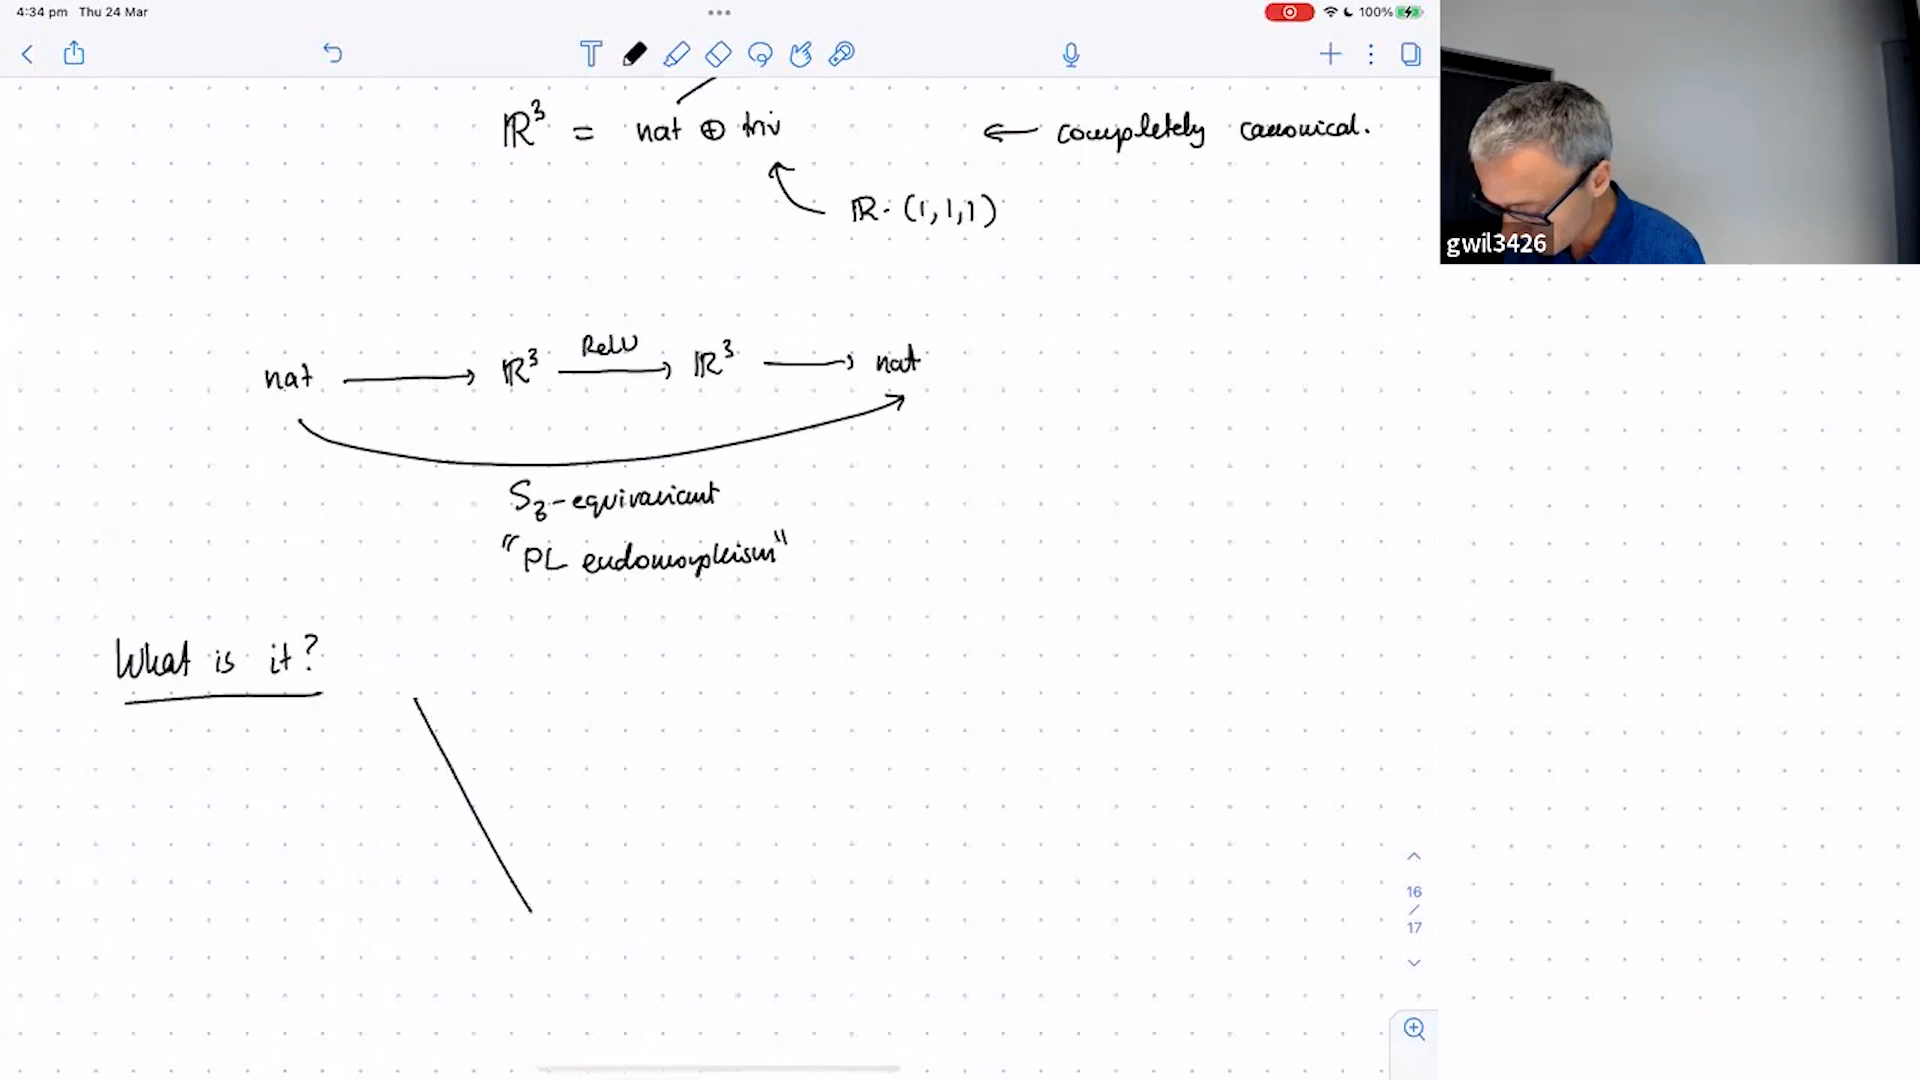 4:34 pm Thu 24 Mar
100%
ℝ³ = nat ⊕ triv ← completely canonical.
ℝ· (1,1,1)
gwil3426
ReLU
nat → ℝ³ → ℝ³ → nat
S₃-equivariant
"PL endomorphism"
What is it?
16
/
17